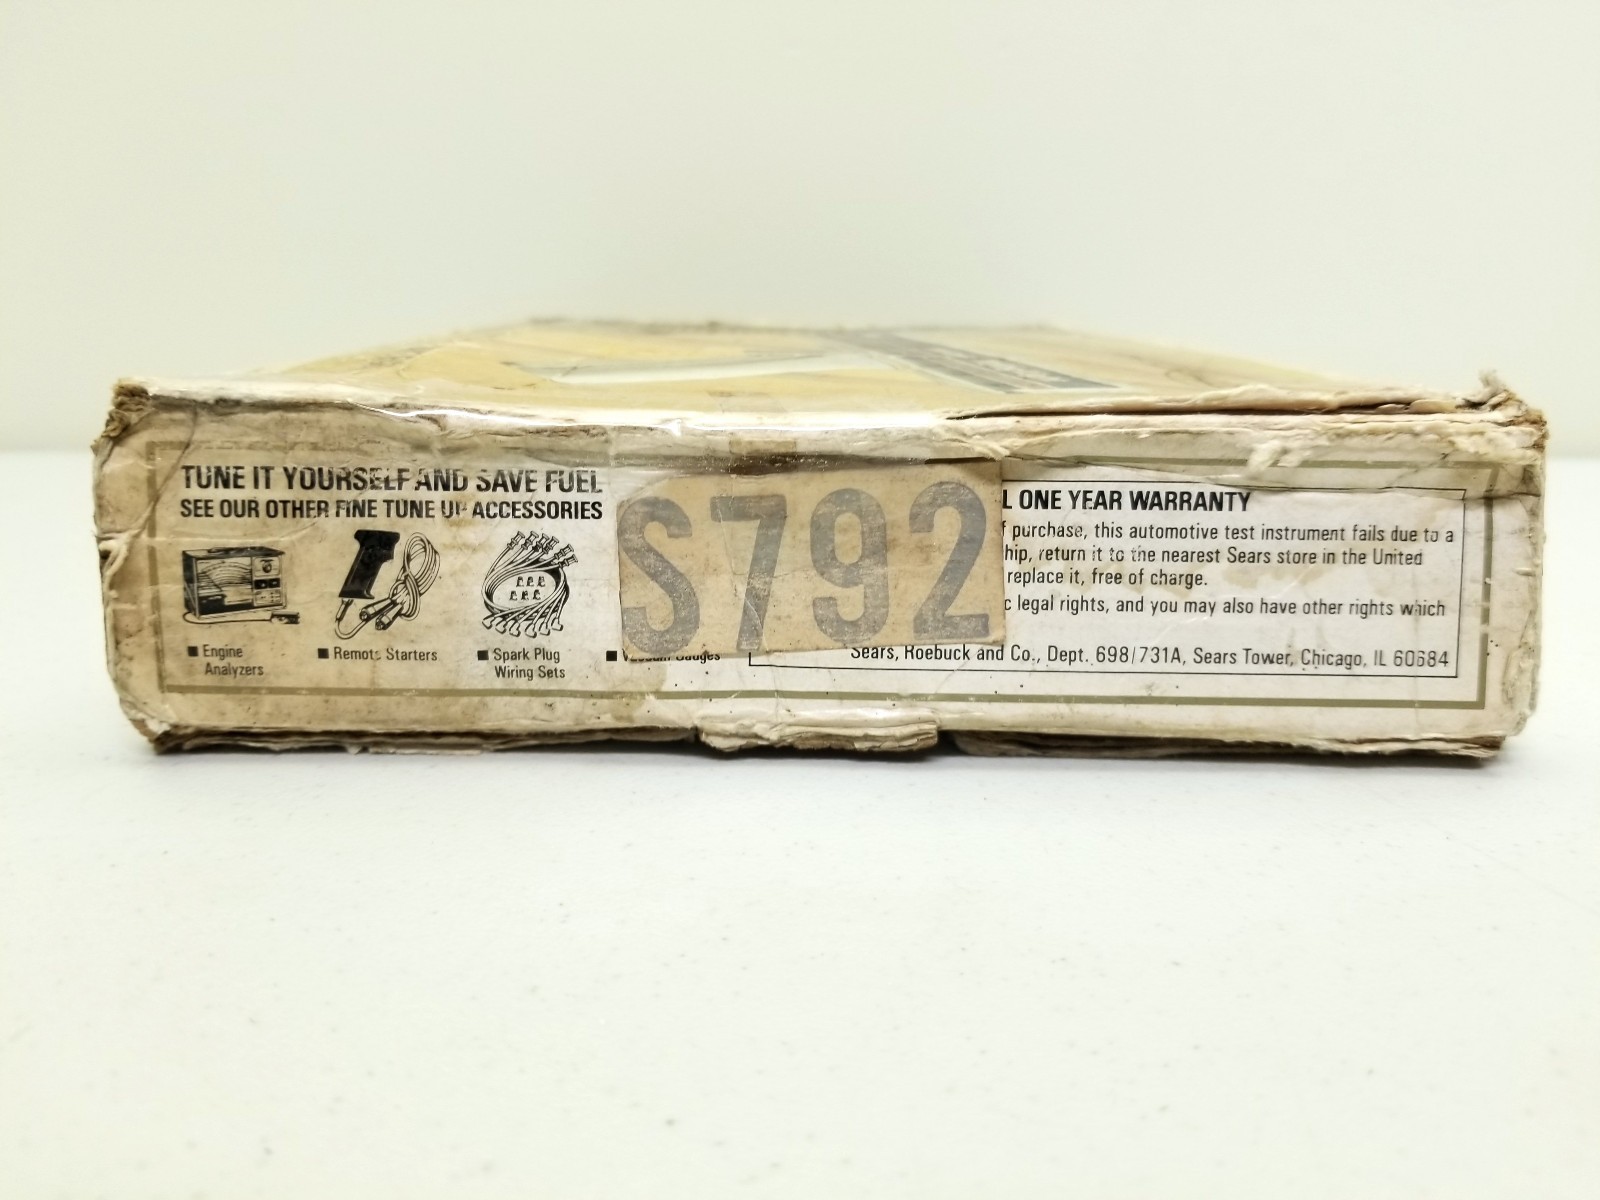 TUNE IT YOURSELF AND SAVE FUEL
SEE OUR OTHER FINE TUNE UP ACCESSORIES
■ Engine
Analyzers
■ Remote Starters
■ Spark Plug
Wiring Sets
■ Vacuum Gauges
S792
L ONE YEAR WARRANTY
f purchase, this automotive test instrument fails due to a
hip, return it to the nearest Sears store in the United
replace it, free of charge.
c legal rights, and you may also have other rights which
Sears, Roebuck and Co., Dept. 698/731A, Sears Tower, Chicago, IL 60684